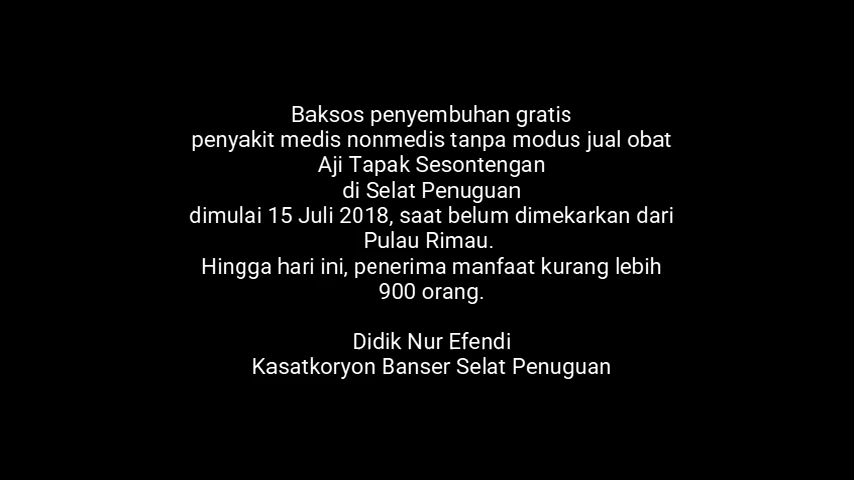 Baksos penyembuhan gratis
penyakit medis nonmedis tanpa modus jual obat
Aji Tapak Sesontengan
di Selat Penuguan
dimulai 15 Juli 2018, saat belum dimekarkan dari
Pulau Rimau.
Hingga hari ini, penerima manfaat kurang lebih
900 orang.
Didik Nur Efendi
Kasatkoryon Banser Selat Penuguan